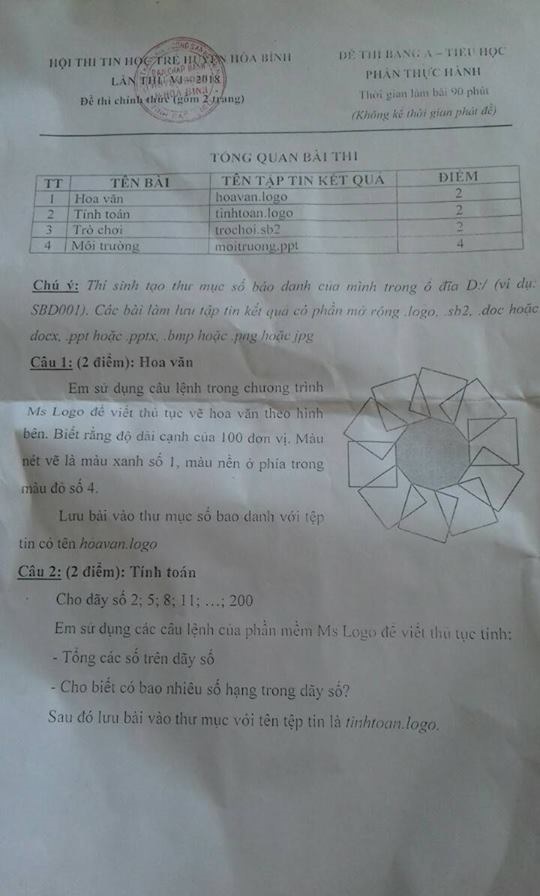 HỘI THI TIN HỌC TRẺ HUYỆN HÒA BÌNH
LẦN THỨ VI - 2018
Đề thi chính thức (gồm 2 trang)
ĐỀ THI BẢNG A – TIỂU HỌC
PHẦN THỰC HÀNH
Thời gian làm bài 90 phút
(Không kể thời gian phát đề)
TỔNG QUAN BÀI THI
TT TÊN BÀI TÊN TẬP TIN KẾT QUẢ ĐIỂM
1 Hoa văn hoavan.logo 2
2 Tính toán tinhtoan.logo 2
3 Trò chơi trochoi.sb2 2
4 Môi trường moitruong.ppt 4
Chú ý: Thí sinh tạo thư mục số báo danh của mình trong ổ đĩa D:/ (ví dụ:
SBD001). Các bài làm lưu tập tin kết quả có phần mở rộng .logo, .sb2, .doc hoặc
docx, .ppt hoặc .pptx, .bmp hoặc .png hoặc jpg
Câu 1: (2 điểm): Hoa văn
Em sử dụng câu lệnh trong chương trình
Ms Logo để viết thủ tục vẽ hoa văn theo hình
bên. Biết rằng độ dài cạnh của 100 đơn vị. Màu
nét vẽ là màu xanh số 1, màu nền ở phía trong
màu đỏ số 4.
Lưu bài vào thư mục số bao danh với tệp
tin có tên hoavan.logo
Câu 2: (2 điểm): Tính toán
Cho dãy số 2; 5; 8; 11; …; 200
Em sử dụng các câu lệnh của phần mềm Ms Logo để viết thủ tục tính:
- Tổng các số trên dãy số
- Cho biết có bao nhiêu số hạng trong dãy số?
Sau đó lưu bài vào thư mục với tên tệp tin là tinhtoan.logo.